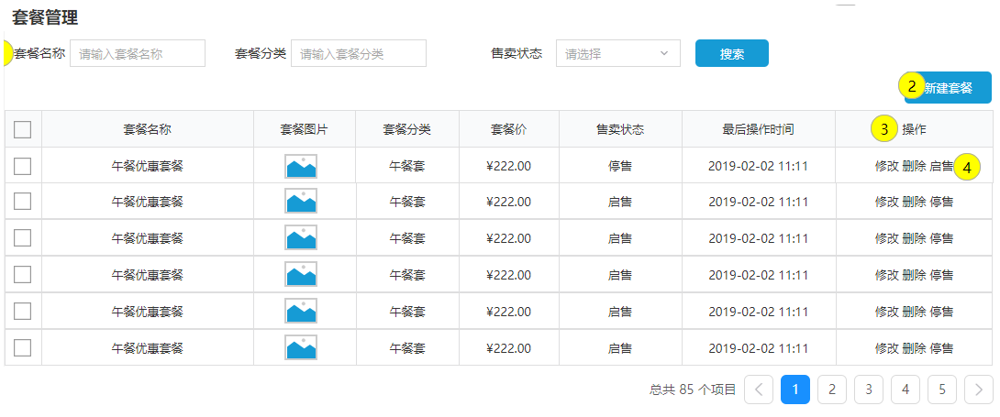 套餐管理
套餐名称 请输入套餐名称 套餐分类 请输入套餐分类 售卖状态 请选择 搜索
2 新建套餐
套餐名称 套餐图片 套餐分类 套餐价 售卖状态 最后操作时间 3 操作
午餐优惠套餐 午餐套 ¥222.00 停售 2019-02-02 11:11 修改 删除 启售 4
午餐优惠套餐 午餐套 ¥222.00 启售 2019-02-02 11:11 修改 删除 停售
午餐优惠套餐 午餐套 ¥222.00 启售 2019-02-02 11:11 修改 删除 停售
午餐优惠套餐 午餐套 ¥222.00 启售 2019-02-02 11:11 修改 删除 停售
午餐优惠套餐 午餐套 ¥222.00 启售 2019-02-02 11:11 修改 删除 停售
午餐优惠套餐 午餐套 ¥222.00 启售 2019-02-02 11:11 修改 删除 停售
总共 85 个项目 1 2 3 4 5